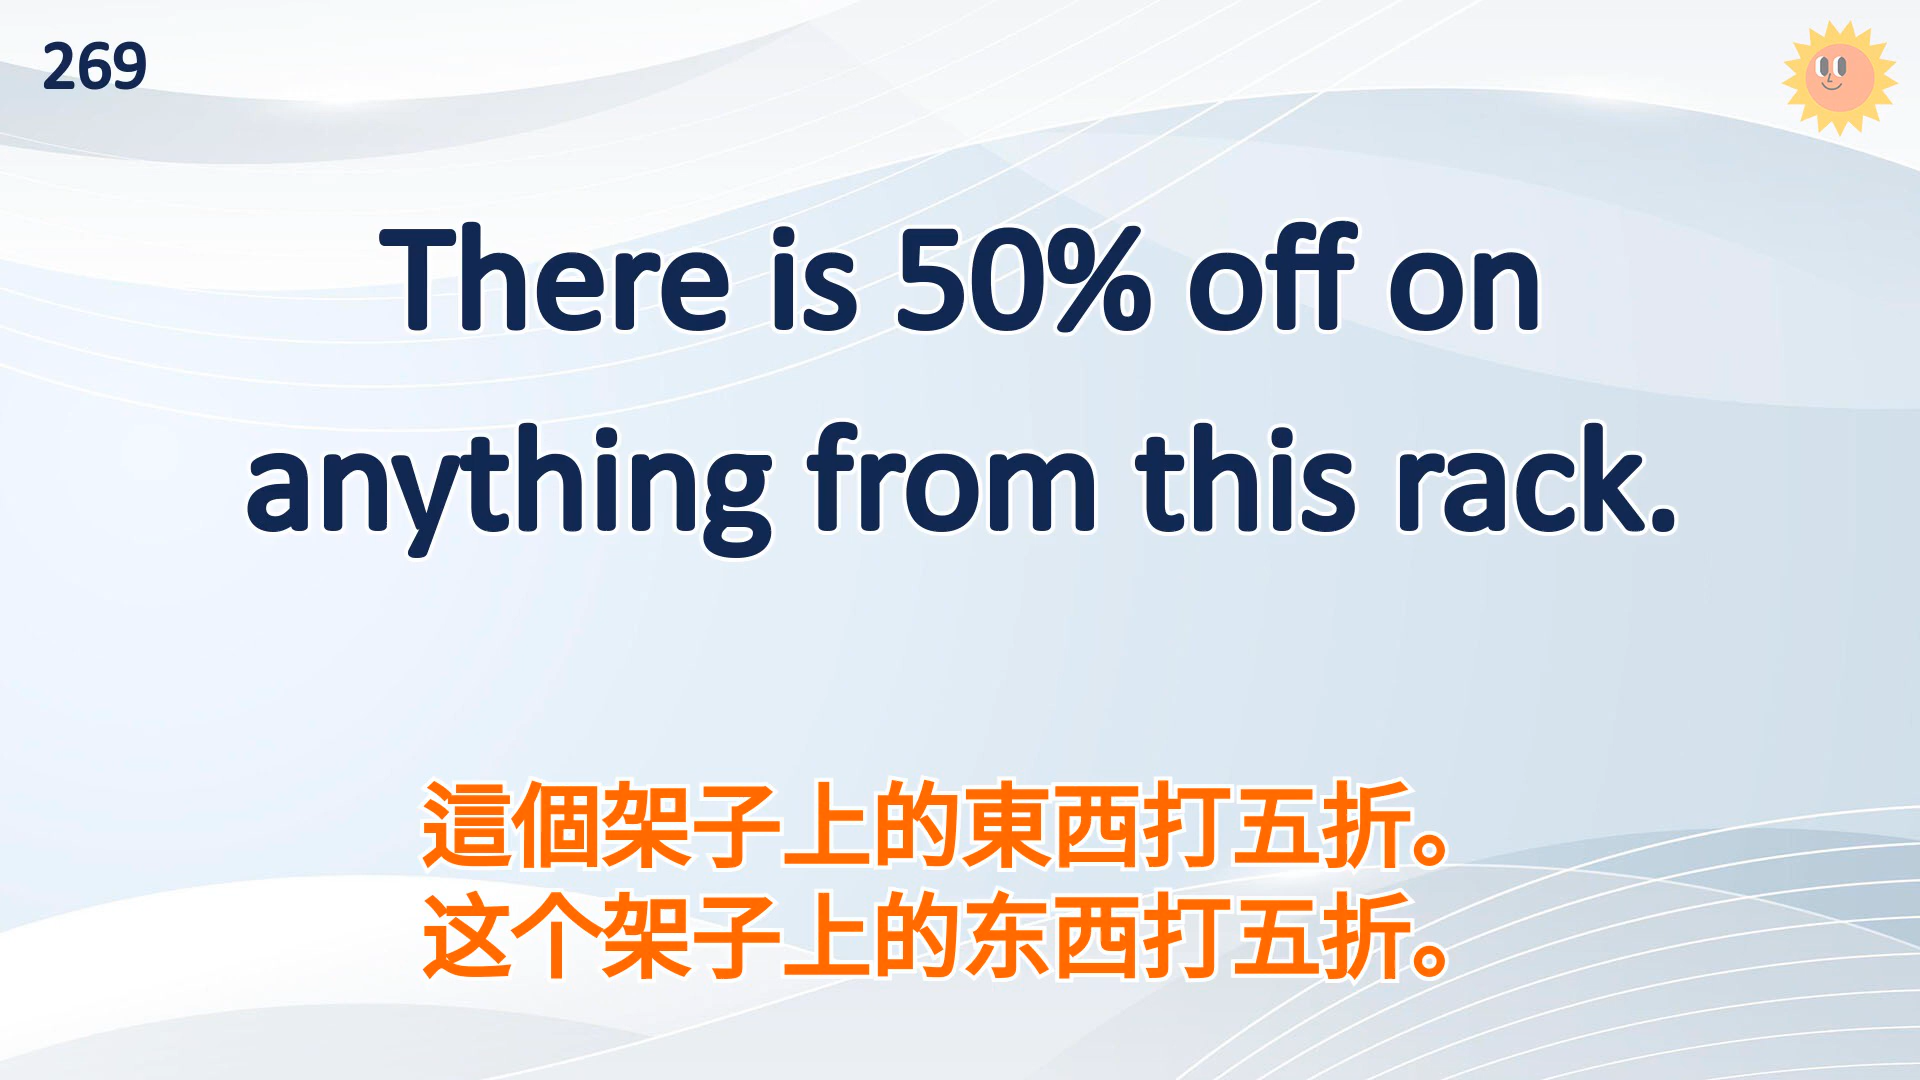 269
There is 50% off on
anything from this rack.
這個架子上的東西打五折。
这个架子上的东西打五折。